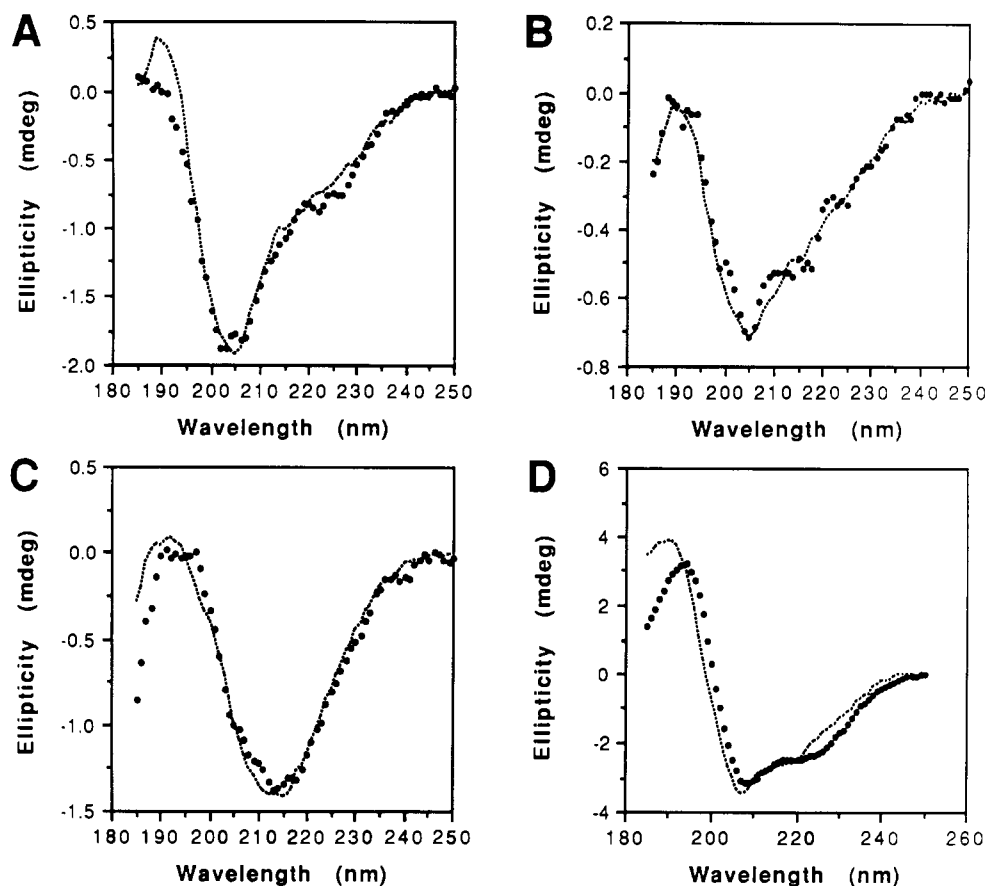 A
Ellipticity (mdeg)
0.5
0.0
-0.5
-1.0
-1.5
-2.0
180 190 200 210 220 230 240 250
Wavelength (nm)
B
Ellipticity (mdeg)
0.2
0.0
-0.2
-0.4
-0.6
-0.8
180 190 200 210 220 230 240 250
Wavelength (nm)
C
Ellipticity (mdeg)
0.5
0.0
-0.5
-1.0
-1.5
180 190 200 210 220 230 240 250
Wavelength (nm)
D
Ellipticity (mdeg)
6
4
2
0
-2
-4
180 200 220 240 260
Wavelength (nm)